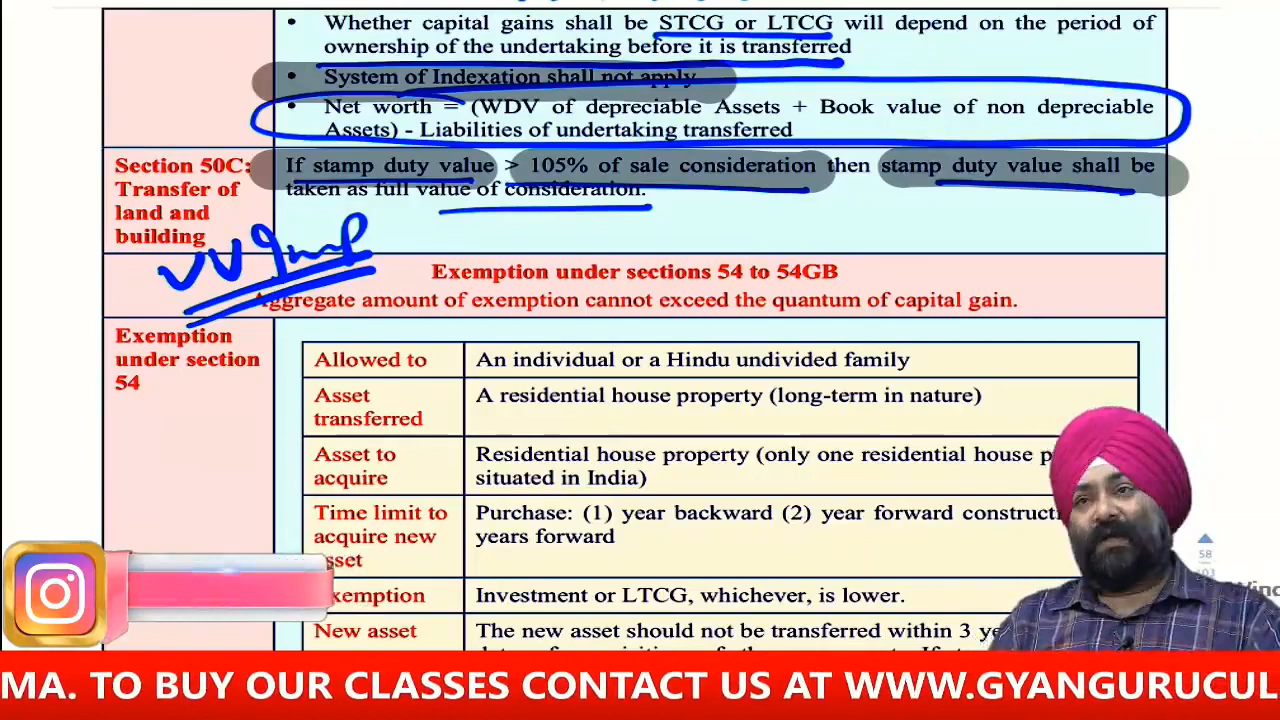 • Whether capital gains shall be STCG or LTCG will depend on the period of
ownership of the undertaking before it is transferred
• System of Indexation shall not apply
• Net worth = (WDV of depreciable Assets + Book value of non depreciable
Assets) - Liabilities of undertaking transferred
Section 50C:
Transfer of
land and
building
If stamp duty value > 105% of sale consideration then stamp duty value shall be
taken as full value of consideration.
VV Imp
Exemption under sections 54 to 54GB
Aggregate amount of exemption cannot exceed the quantum of capital gain.
Exemption
under section
54
Allowed to
An individual or a Hindu undivided family
Asset
transferred
A residential house property (long-term in nature)
Asset to
acquire
Residential house property (only one residential house
situated in India)
Time limit to
acquire new
sset
Purchase: (1) year backward (2) year forward constructi
years forward
xemption
Investment or LTCG, whichever, is lower.
New asset
The new asset should not be transferred within 3 ye
58
103
MA. TO BUY OUR CLASSES CONTACT US AT WWW.GYANGURUCUL